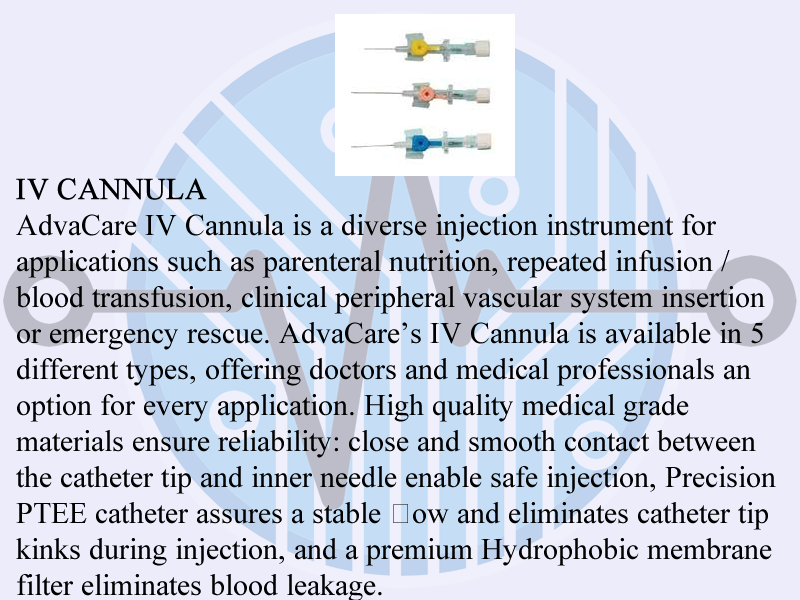 IV CANNULA
AdvaCare IV Cannula is a diverse injection instrument for
applications such as parenteral nutrition, repeated infusion /
blood transfusion, clinical peripheral vascular system insertion
or emergency rescue. AdvaCare’s IV Cannula is available in 5
different types, offering doctors and medical professionals an
option for every application. High quality medical grade
materials ensure reliability: close and smooth contact between
the catheter tip and inner needle enable safe injection, Precision
PTEE catheter assures a stable □ow and eliminates catheter tip
kinks during injection, and a premium Hydrophobic membrane
filter eliminates blood leakage.